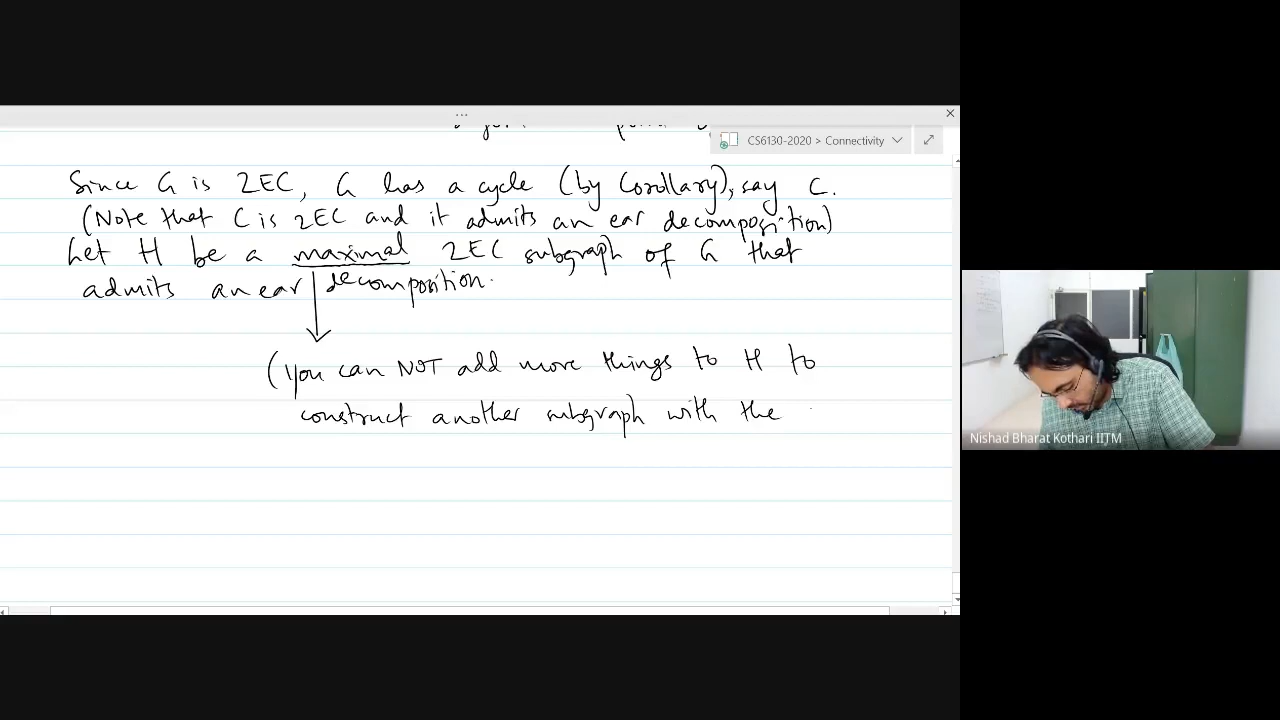 CS6130-2020 > Connectivity
Since G is 2EC, G has a cycle (by Corollary), say C.
(Note that C is 2EC and it admits an ear decomposition)
Let H be a maximal 2EC subgraph of G that
admits an ear decomposition.
(you can NOT add more things to H to
construct another subgraph with the
Nishad Bharat Kothari IITM